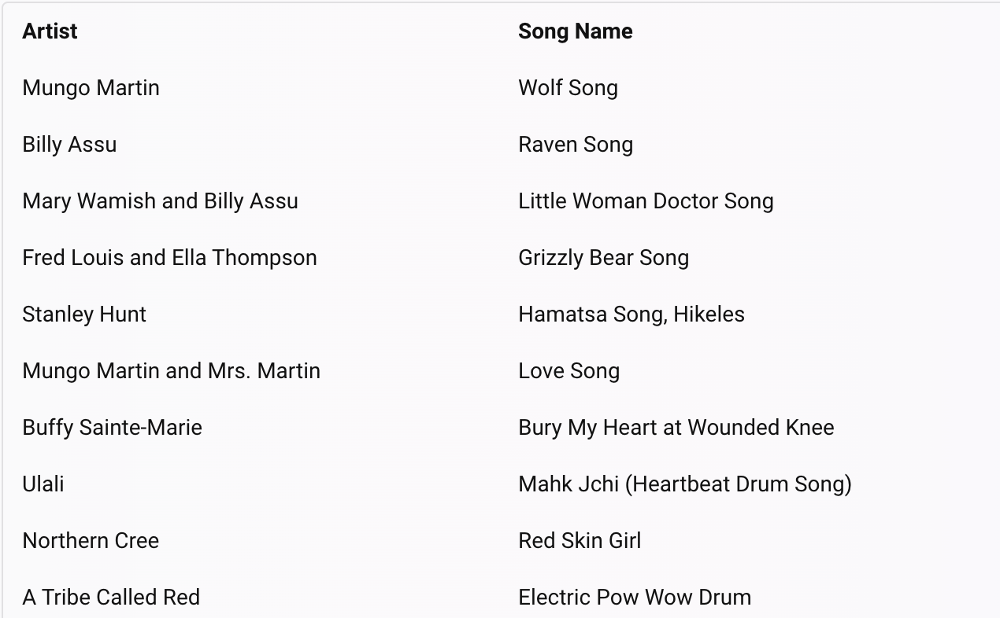 Artist Song Name
Mungo Martin Wolf Song
Billy Assu Raven Song
Mary Wamish and Billy Assu Little Woman Doctor Song
Fred Louis and Ella Thompson Grizzly Bear Song
Stanley Hunt Hamatsa Song, Hikeles
Mungo Martin and Mrs. Martin Love Song
Buffy Sainte-Marie Bury My Heart at Wounded Knee
Ulali Mahk Jchi (Heartbeat Drum Song)
Northern Cree Red Skin Girl
A Tribe Called Red Electric Pow Wow Drum